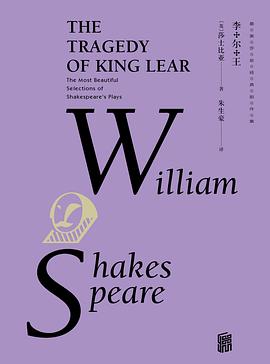 THE
TRAGEDY
OF KING LEAR
The Most Beautiful
Selections of
Shakespeare's Plays
William
Shakes
Speare
李尔王
[英]莎士比亚 著
朱生豪 译